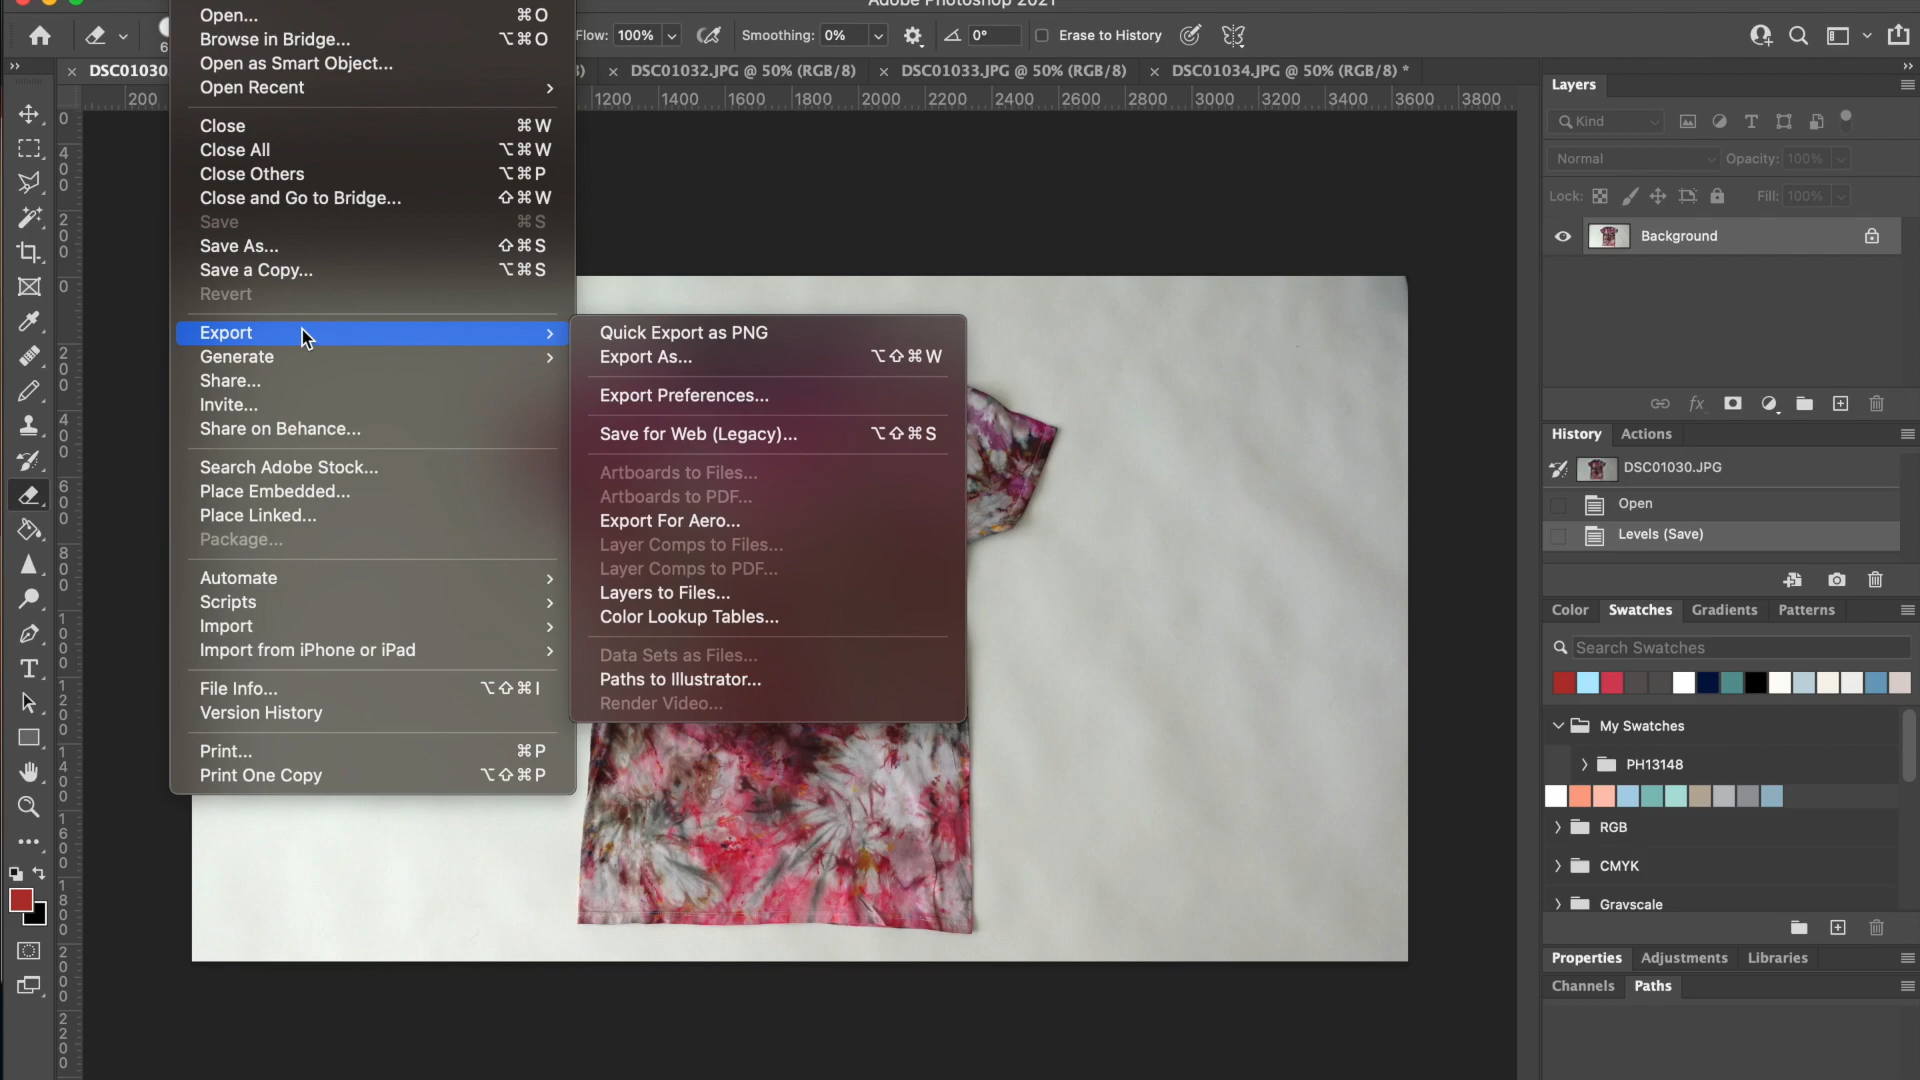 Adobe Photoshop 2021
Flow: 100% Smoothing: 0% 0° Erase to History
DSC01030. DSC01032.JPG @ 50% (RGB/8) DSC01033.JPG @ 50% (RGB/8) DSC01034.JPG @ 50% (RGB/8) *
200 1200 1400 1600 1800 2000 2200 2400 2600 2800 3000 3200 3400 3600 3800
Open... ⌘O
Browse in Bridge... ⌥⌘O
Open as Smart Object...
Open Recent >
Close ⌘W
Close All ⌥⌘W
Close Others ⌥⌘P
Close and Go to Bridge... ⇧⌘W
Save ⌘S
Save As... ⇧⌘S
Save a Copy... ⌥⌘S
Revert
Export >
Generate >
Share...
Invite...
Share on Behance...
Search Adobe Stock...
Place Embedded...
Place Linked...
Package...
Automate >
Scripts >
Import >
Import from iPhone or iPad >
File Info... ⌥⇧⌘I
Version History
Print... ⌘P
Print One Copy ⌥⇧⌘P
Quick Export as PNG
Export As... ⌥⇧⌘W
Export Preferences...
Save for Web (Legacy)... ⌥⇧⌘S
Artboards to Files...
Artboards to PDF...
Export For Aero...
Layer Comps to Files...
Layer Comps to PDF...
Layers to Files...
Color Lookup Tables...
Data Sets as Files...
Paths to Illustrator...
Render Video...
Layers
Kind
Normal Opacity: 100%
Lock: Fill: 100%
Background
fx
History Actions
DSC01030.JPG
Open
Levels (Save)
Color Swatches Gradients Patterns
Search Swatches
My Swatches
PH13148
RGB
CMYK
Grayscale
Properties Adjustments Libraries
Channels Paths